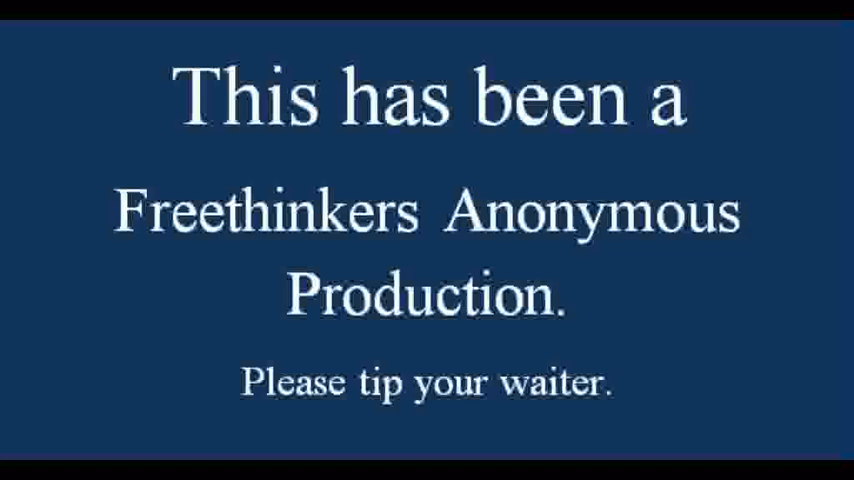 This has been a
Freethinkers Anonymous
Production.
Please tip your waiter.